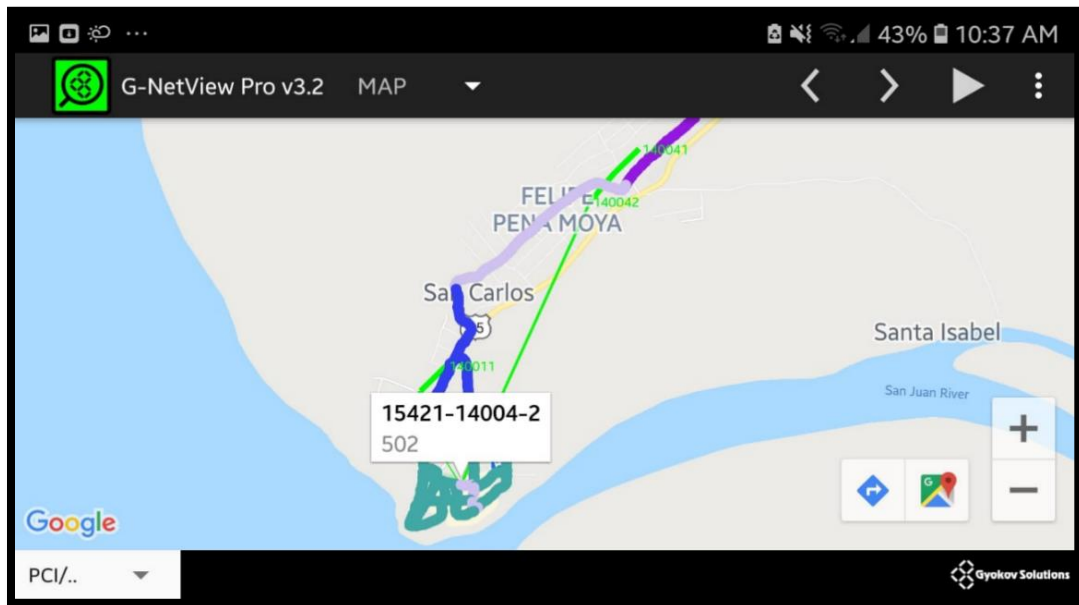 43% 10:37 AM
G-NetView Pro v3.2 MAP
140041
FELIPE
140042
PENA MOYA
San Carlos
5
140011
Santa Isabel
San Juan River
15421-14004-2
502
+
−
Google
PCI/..
Gyokov Solutions